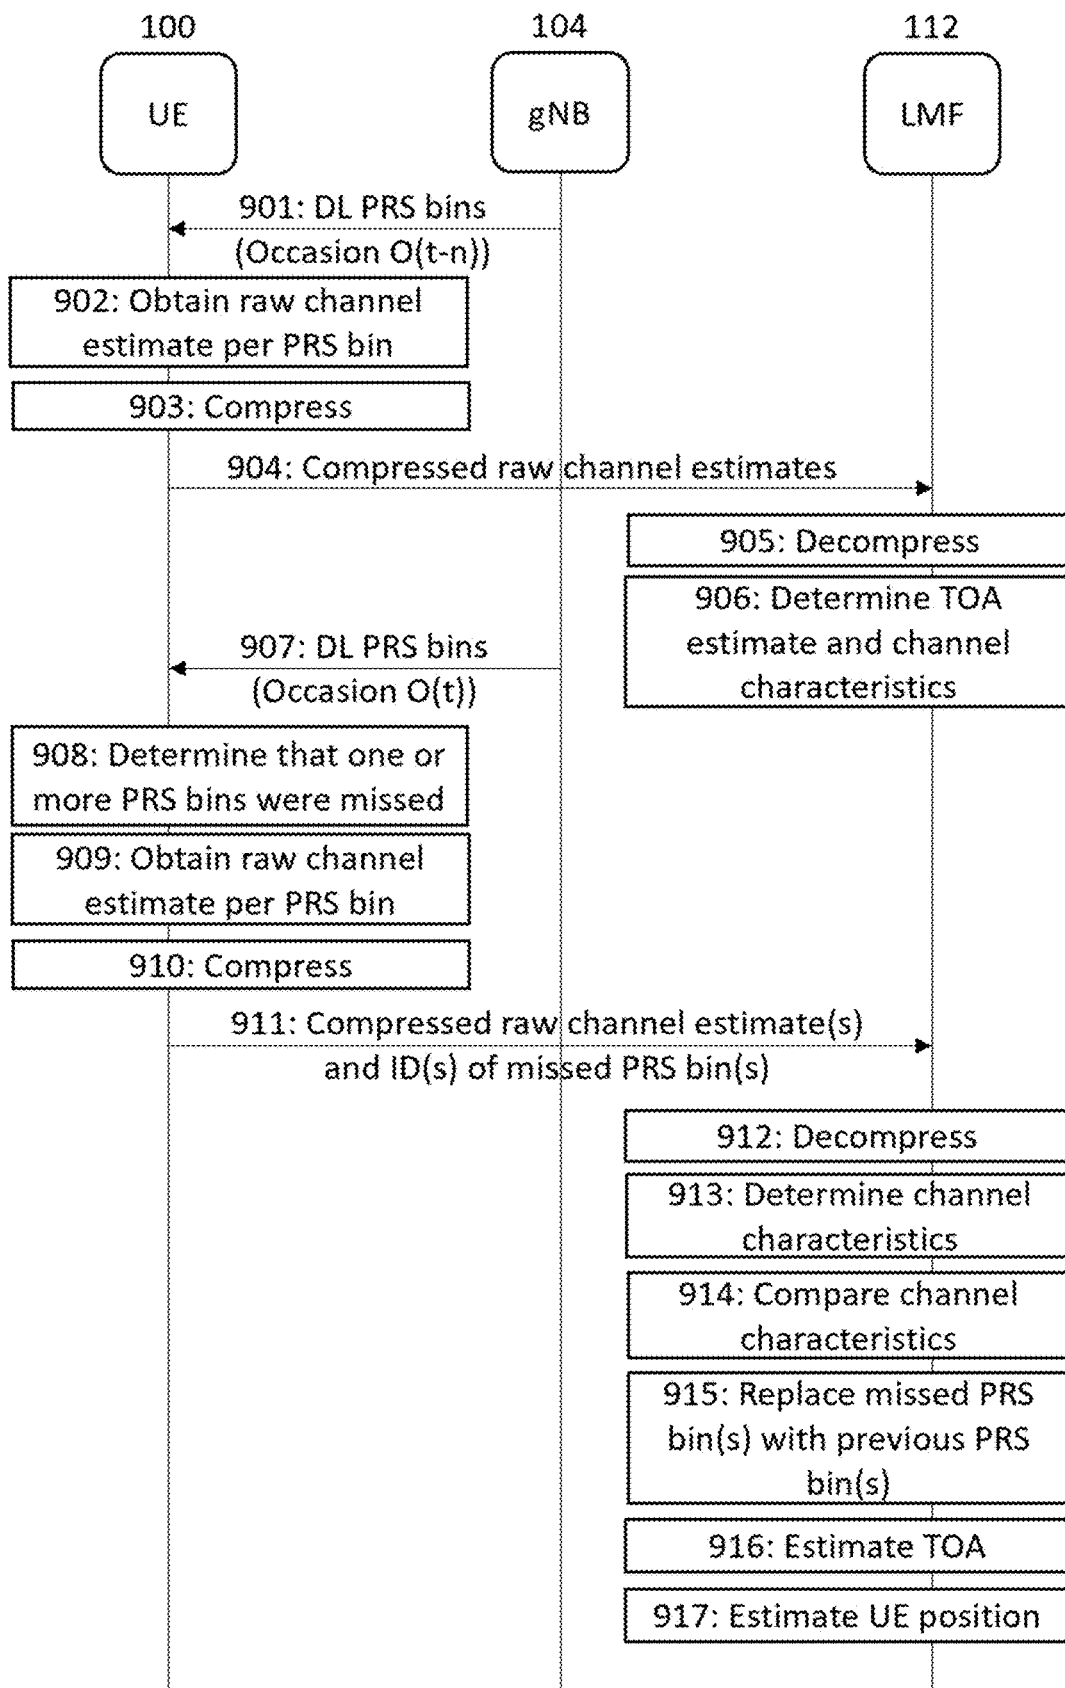 100
104
112
UE
gNB
LMF
901: DL PRS bins
(Occasion O(t-n))
902: Obtain raw channel
estimate per PRS bin
903: Compress
904: Compressed raw channel estimates
905: Decompress
906: Determine TOA
estimate and channel
characteristics
907: DL PRS bins
(Occasion O(t))
908: Determine that one or
more PRS bins were missed
909: Obtain raw channel
estimate per PRS bin
910: Compress
911: Compressed raw channel estimate(s)
and ID(s) of missed PRS bin(s)
912: Decompress
913: Determine channel
characteristics
914: Compare channel
characteristics
915: Replace missed PRS
bin(s) with previous PRS
bin(s)
916: Estimate TOA
917: Estimate UE position